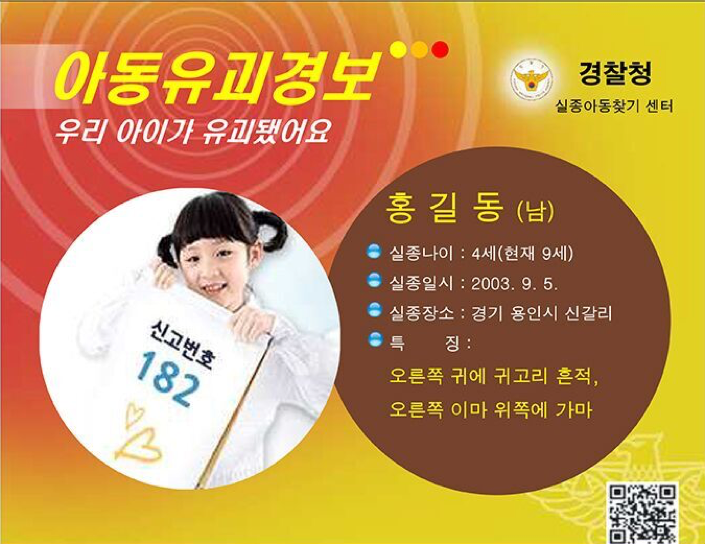 아동유괴경보
우리 아이가 유괴됐어요
경찰청
실종아동찾기 센터
홍길동 (남)
실종나이 : 4세(현재 9세)
실종일시 : 2003. 9. 5.
실종장소 : 경기 용인시 신갈리
특 징 :
오른쪽 귀에 귀고리 흔적,
오른쪽 이마 위쪽에 가마
신고번호
182